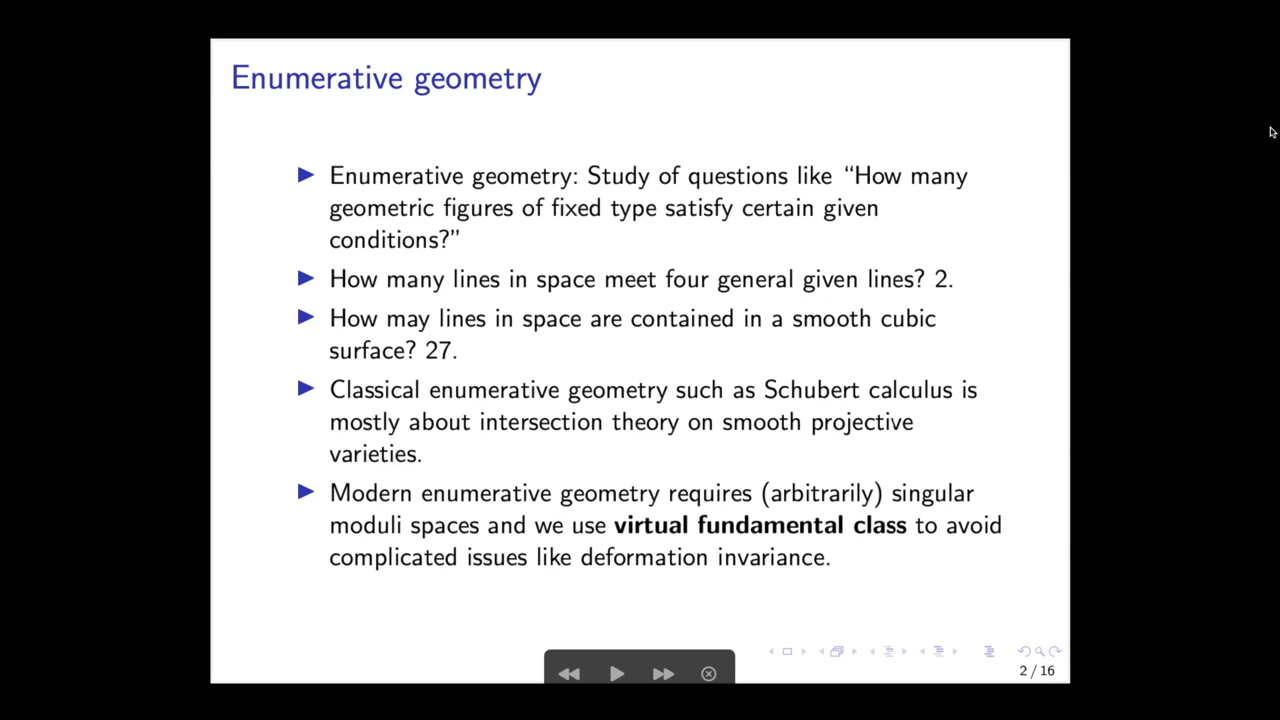 Enumerative geometry
Enumerative geometry: Study of questions like “How many
geometric figures of fixed type satisfy certain given
conditions?”
How many lines in space meet four general given lines? 2.
How may lines in space are contained in a smooth cubic
surface? 27.
Classical enumerative geometry such as Schubert calculus is
mostly about intersection theory on smooth projective
varieties.
Modern enumerative geometry requires (arbitrarily) singular
moduli spaces and we use virtual fundamental class to avoid
complicated issues like deformation invariance.
2 / 16